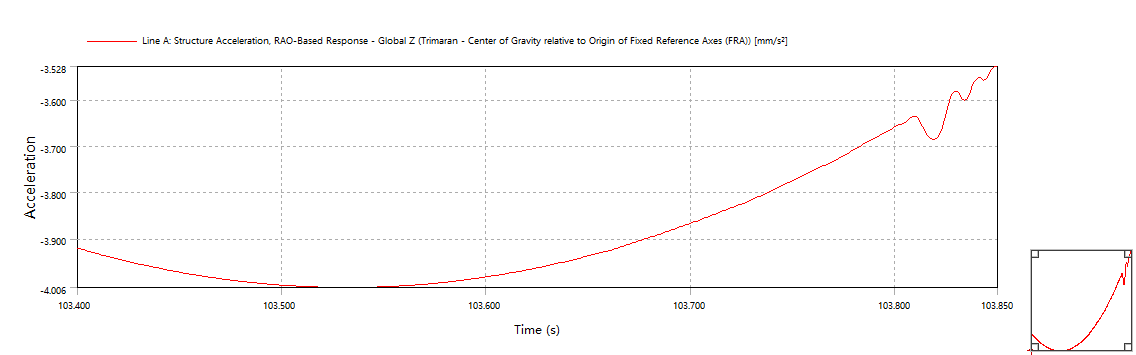 Line A: Structure Acceleration, RAO-Based Response - Global Z (Trimaran - Center of Gravity relative to Origin of Fixed Reference Axes (FRA)) [mm/s²]
-3.528
-3.600
-3.700
-3.800
-3.900
-4.006
Acceleration
103.400 103.500 103.600 103.700 103.800 103.850
Time (s)